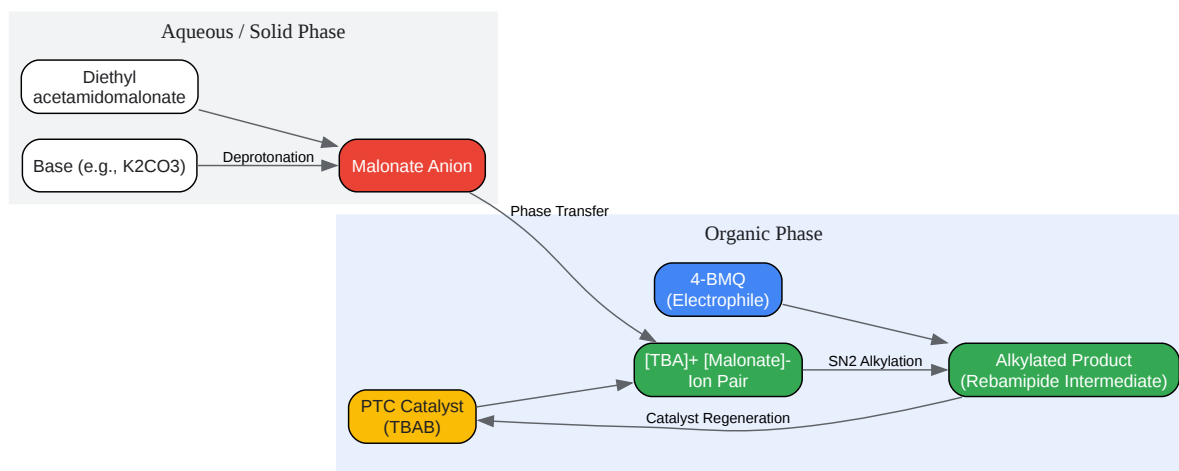 Aqueous / Solid Phase
Diethyl
acetamidomalonate
Base (e.g., K2CO3)
Deprotonation
Malonate Anion
Phase Transfer
Organic Phase
4-BMQ
(Electrophile)
[TBA]+ [Malonate]-
Ion Pair
SN2 Alkylation
Alkylated Product
(Rebamipide Intermediate)
PTC Catalyst
(TBAB)
Catalyst Regeneration